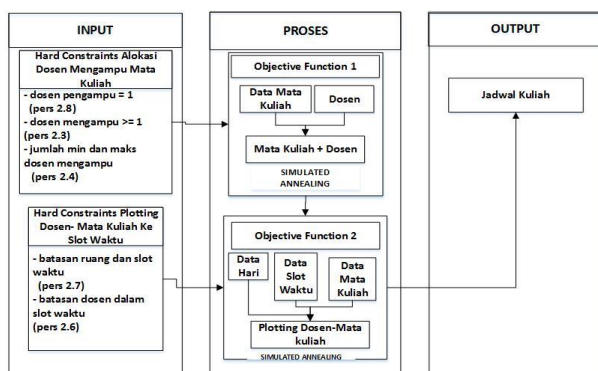 INPUT
Hard Constraints Alokasi
Dosen Mengampu Mata
Kuliah
- dosen pengampu = 1
(pers 2.8)
- dosen mengampu >= 1
(pers 2.3)
- jumlah min dan maks
dosen mengampu
(pers 2.4)
Hard Constraints Plotting
Dosen- Mata Kuliah Ke
Slot Waktu
- batasan ruang dan slot
waktu
(pers 2.7)
- batasan dosen dalam
slot waktu
(pers 2.6)
PROSES
Objective Function 1
Data Mata
Kuliah
Dosen
Mata Kuliah + Dosen
SIMULATED
ANNEALING
Objective Function 2
Data
Hari
Data
Slot
Waktu
Data
Mata
Kuliah
Plotting Dosen-Mata
kuliah
SIMULATED ANNEALING
OUTPUT
Jadwal Kuliah